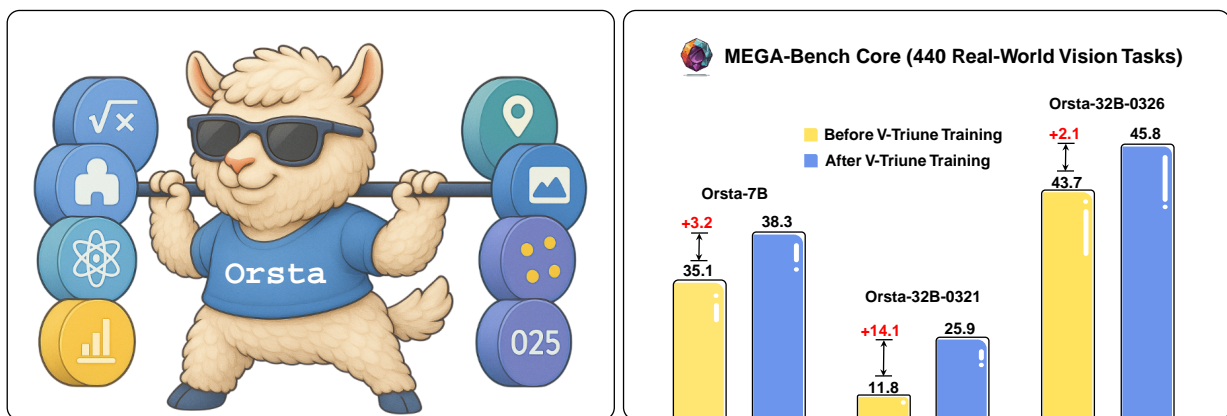 √x
Orsta
025
MEGA-Bench Core (440 Real-World Vision Tasks)
Before V-Triune Training
After V-Triune Training
Orsta-7B
+3.2
35.1
38.3
Orsta-32B-0321
+14.1
11.8
25.9
Orsta-32B-0326
+2.1
43.7
45.8